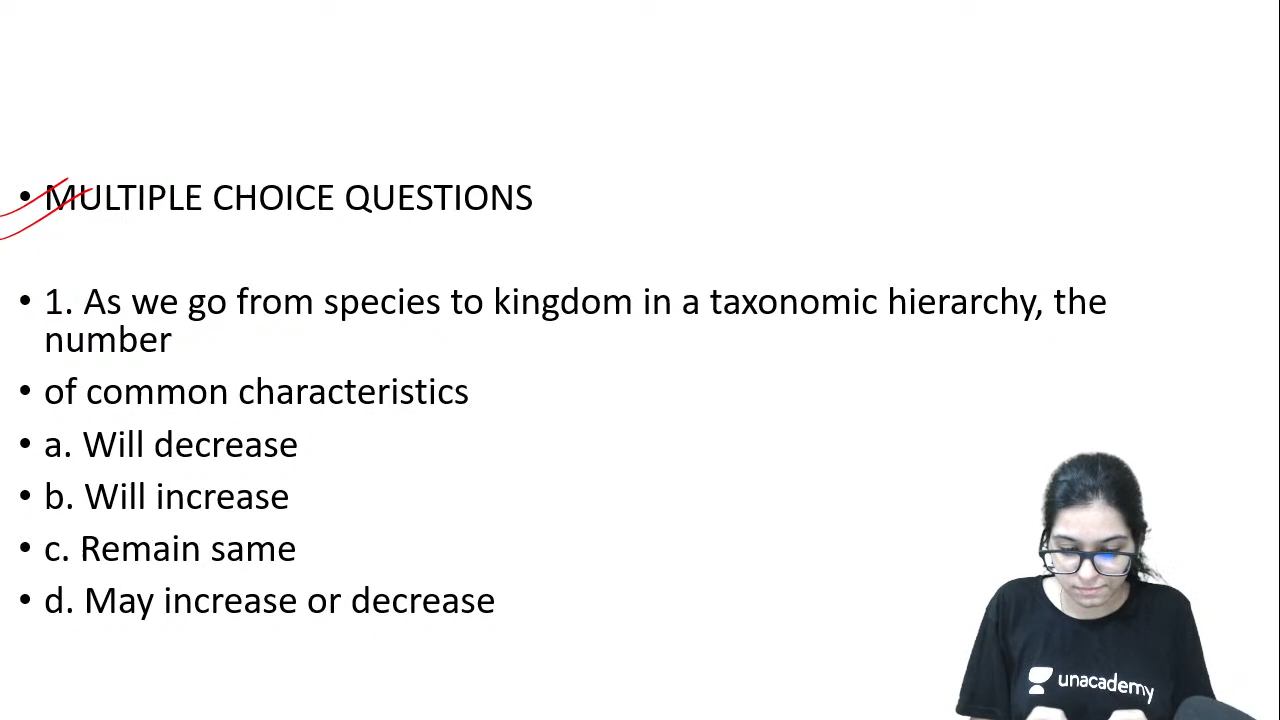 • MULTIPLE CHOICE QUESTIONS
• 1. As we go from species to kingdom in a taxonomic hierarchy, the
number
• of common characteristics
• a. Will decrease
• b. Will increase
• c. Remain same
• d. May increase or decrease
unacademy